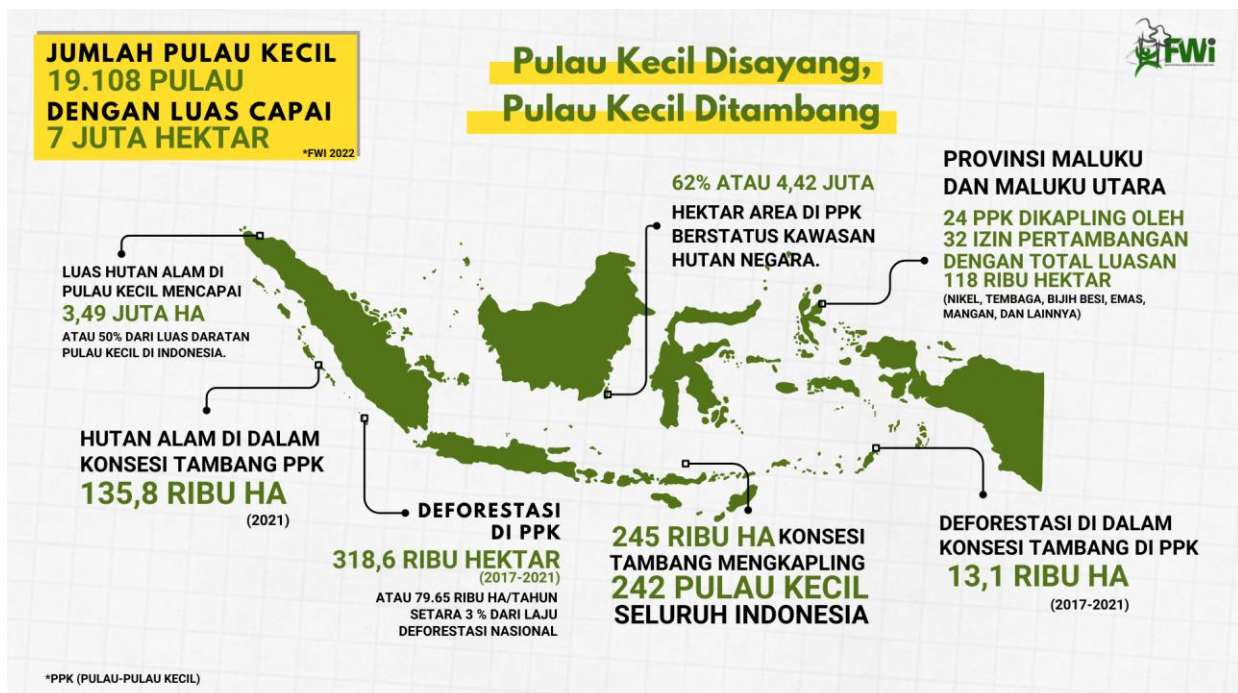 JUMLAH PULAU KECIL
19.108 PULAU
DENGAN LUAS CAPAI
7 JUTA HEKTAR
*FWI 2022
Pulau Kecil Disayang,
Pulau Kecil Ditambang
FWi
62% ATAU 4,42 JUTA
HEKTAR AREA DI PPK
BERSTATUS KAWASAN
HUTAN NEGARA.
PROVINSI MALUKU
DAN MALUKU UTARA
24 PPK DIKAPLING OLEH
32 IZIN PERTAMBANGAN
DENGAN TOTAL LUASAN
118 RIBU HEKTAR
(NIKEL, TEMBAGA, BIJIH BESI, EMAS,
MANGAN, DAN LAINNYA)
LUAS HUTAN ALAM DI
PULAU KECIL MENCAPAI
3,49 JUTA HA
ATAU 50% DARI LUAS DARATAN
PULAU KECIL DI INDONESIA.
HUTAN ALAM DI DALAM
KONSESI TAMBANG PPK
135,8 RIBU HA
(2021)
DEFORESTASI
DI PPK
318,6 RIBU HEKTAR
(2017-2021)
ATAU 79.65 RIBU HA/TAHUN
SETARA 3 % DARI LAJU
DEFORESTASI NASIONAL
245 RIBU HA KONSESI
TAMBANG MENGKAPLING
242 PULAU KECIL
SELURUH INDONESIA
DEFORESTASI DI DALAM
KONSESI TAMBANG DI PPK
13,1 RIBU HA
(2017-2021)
*PPK (PULAU-PULAU KECIL)